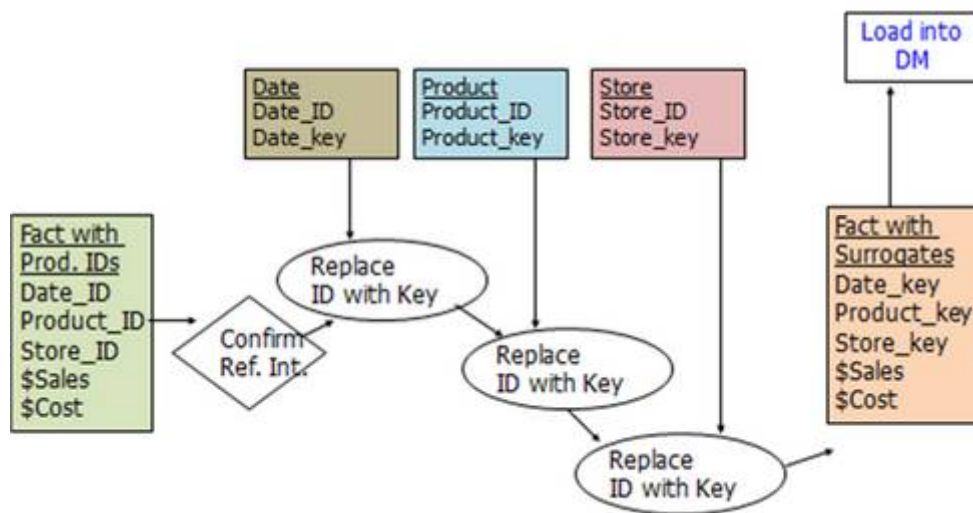 Load into
DM
Date
Date_ID
Date_key
Product
Product_ID
Product_key
Store
Store_ID
Store_key
Fact with
Prod. IDs
Date_ID
Product_ID
Store_ID
$Sales
$Cost
Confirm
Ref. Int.
Replace
ID with Key
Replace
ID with Key
Replace
ID with Key
Fact with
Surrogates
Date_key
Product_key
Store_key
$Sales
$Cost